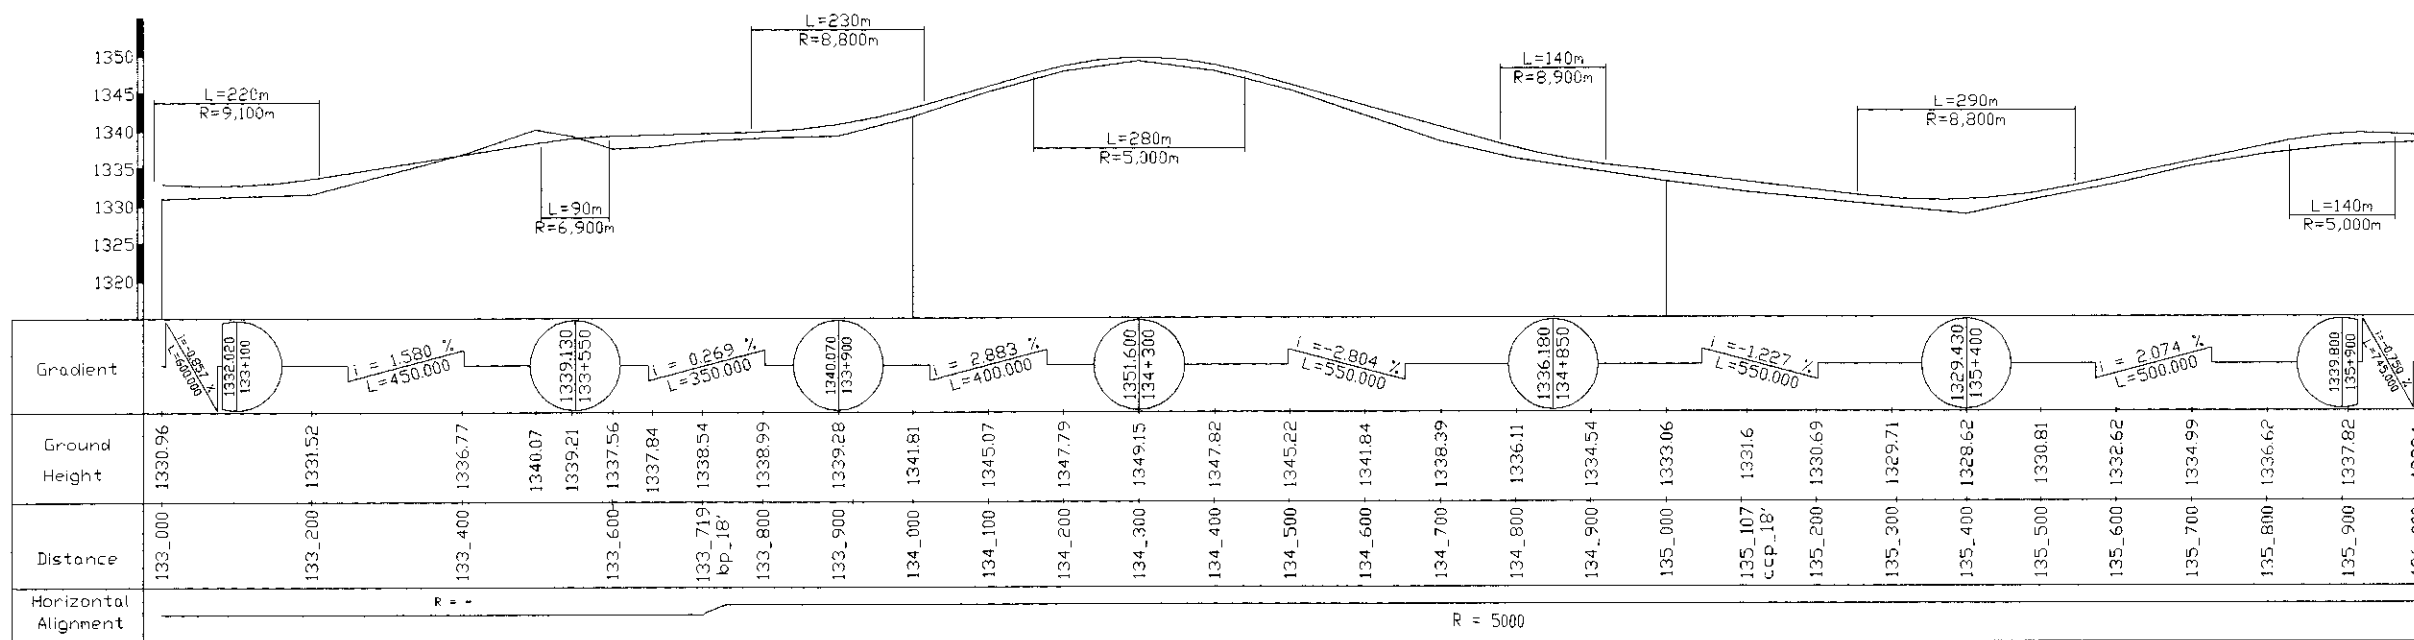 L=230m
R=8,800m
1350
L=140m
R=8,900m
1345
L=220m
R=9,100m
L=290m
R=8,800m
1340
L=280m
R=5,000m
1335
L=90m
R=6,900m
1330
L=140m
R=5,000m
1325
1320
Gradient
i=-0.857 %
L=600.000
1332.020
133+100
i = 1.580 %
L=450.000
1339.130
133+550
i = 0.269 %
L=350.000
1340.070
133+900
i = 2.883 %
L=400.000
1351.600
134+300
i =-2.804 %
L=550.000
1336.180
134+850
i =-1.227 %
L=550.000
1329.430
135+400
i = 2.074 %
L=500.000
1339.800
135+900
i=-0.750 %
L=745.000
Ground
Height
1330.96
1331.52
1336.77
1340.07
1339.21
1337.56
1337.84
1338.54
1338.99
1339.28
1341.81
1345.07
1347.79
1349.15
1347.82
1345.22
1341.84
1338.39
1336.11
1334.54
1333.06
1331.6
1330.69
1329.71
1328.62
1330.81
1332.62
1334.99
1336.62
1337.82
Distance
133_000
133_200
133_400
133_600
133_719
bp_18'
133_800
133_900
134_000
134_100
134_200
134_300
134_400
134_500
134_600
134_700
134_800
134_900
135_000
135_107
ccp_18'
135_200
135_300
135_400
135_500
135_600
135_700
135_800
135_900
Horizontal
Alignment
R = -
R = 5000